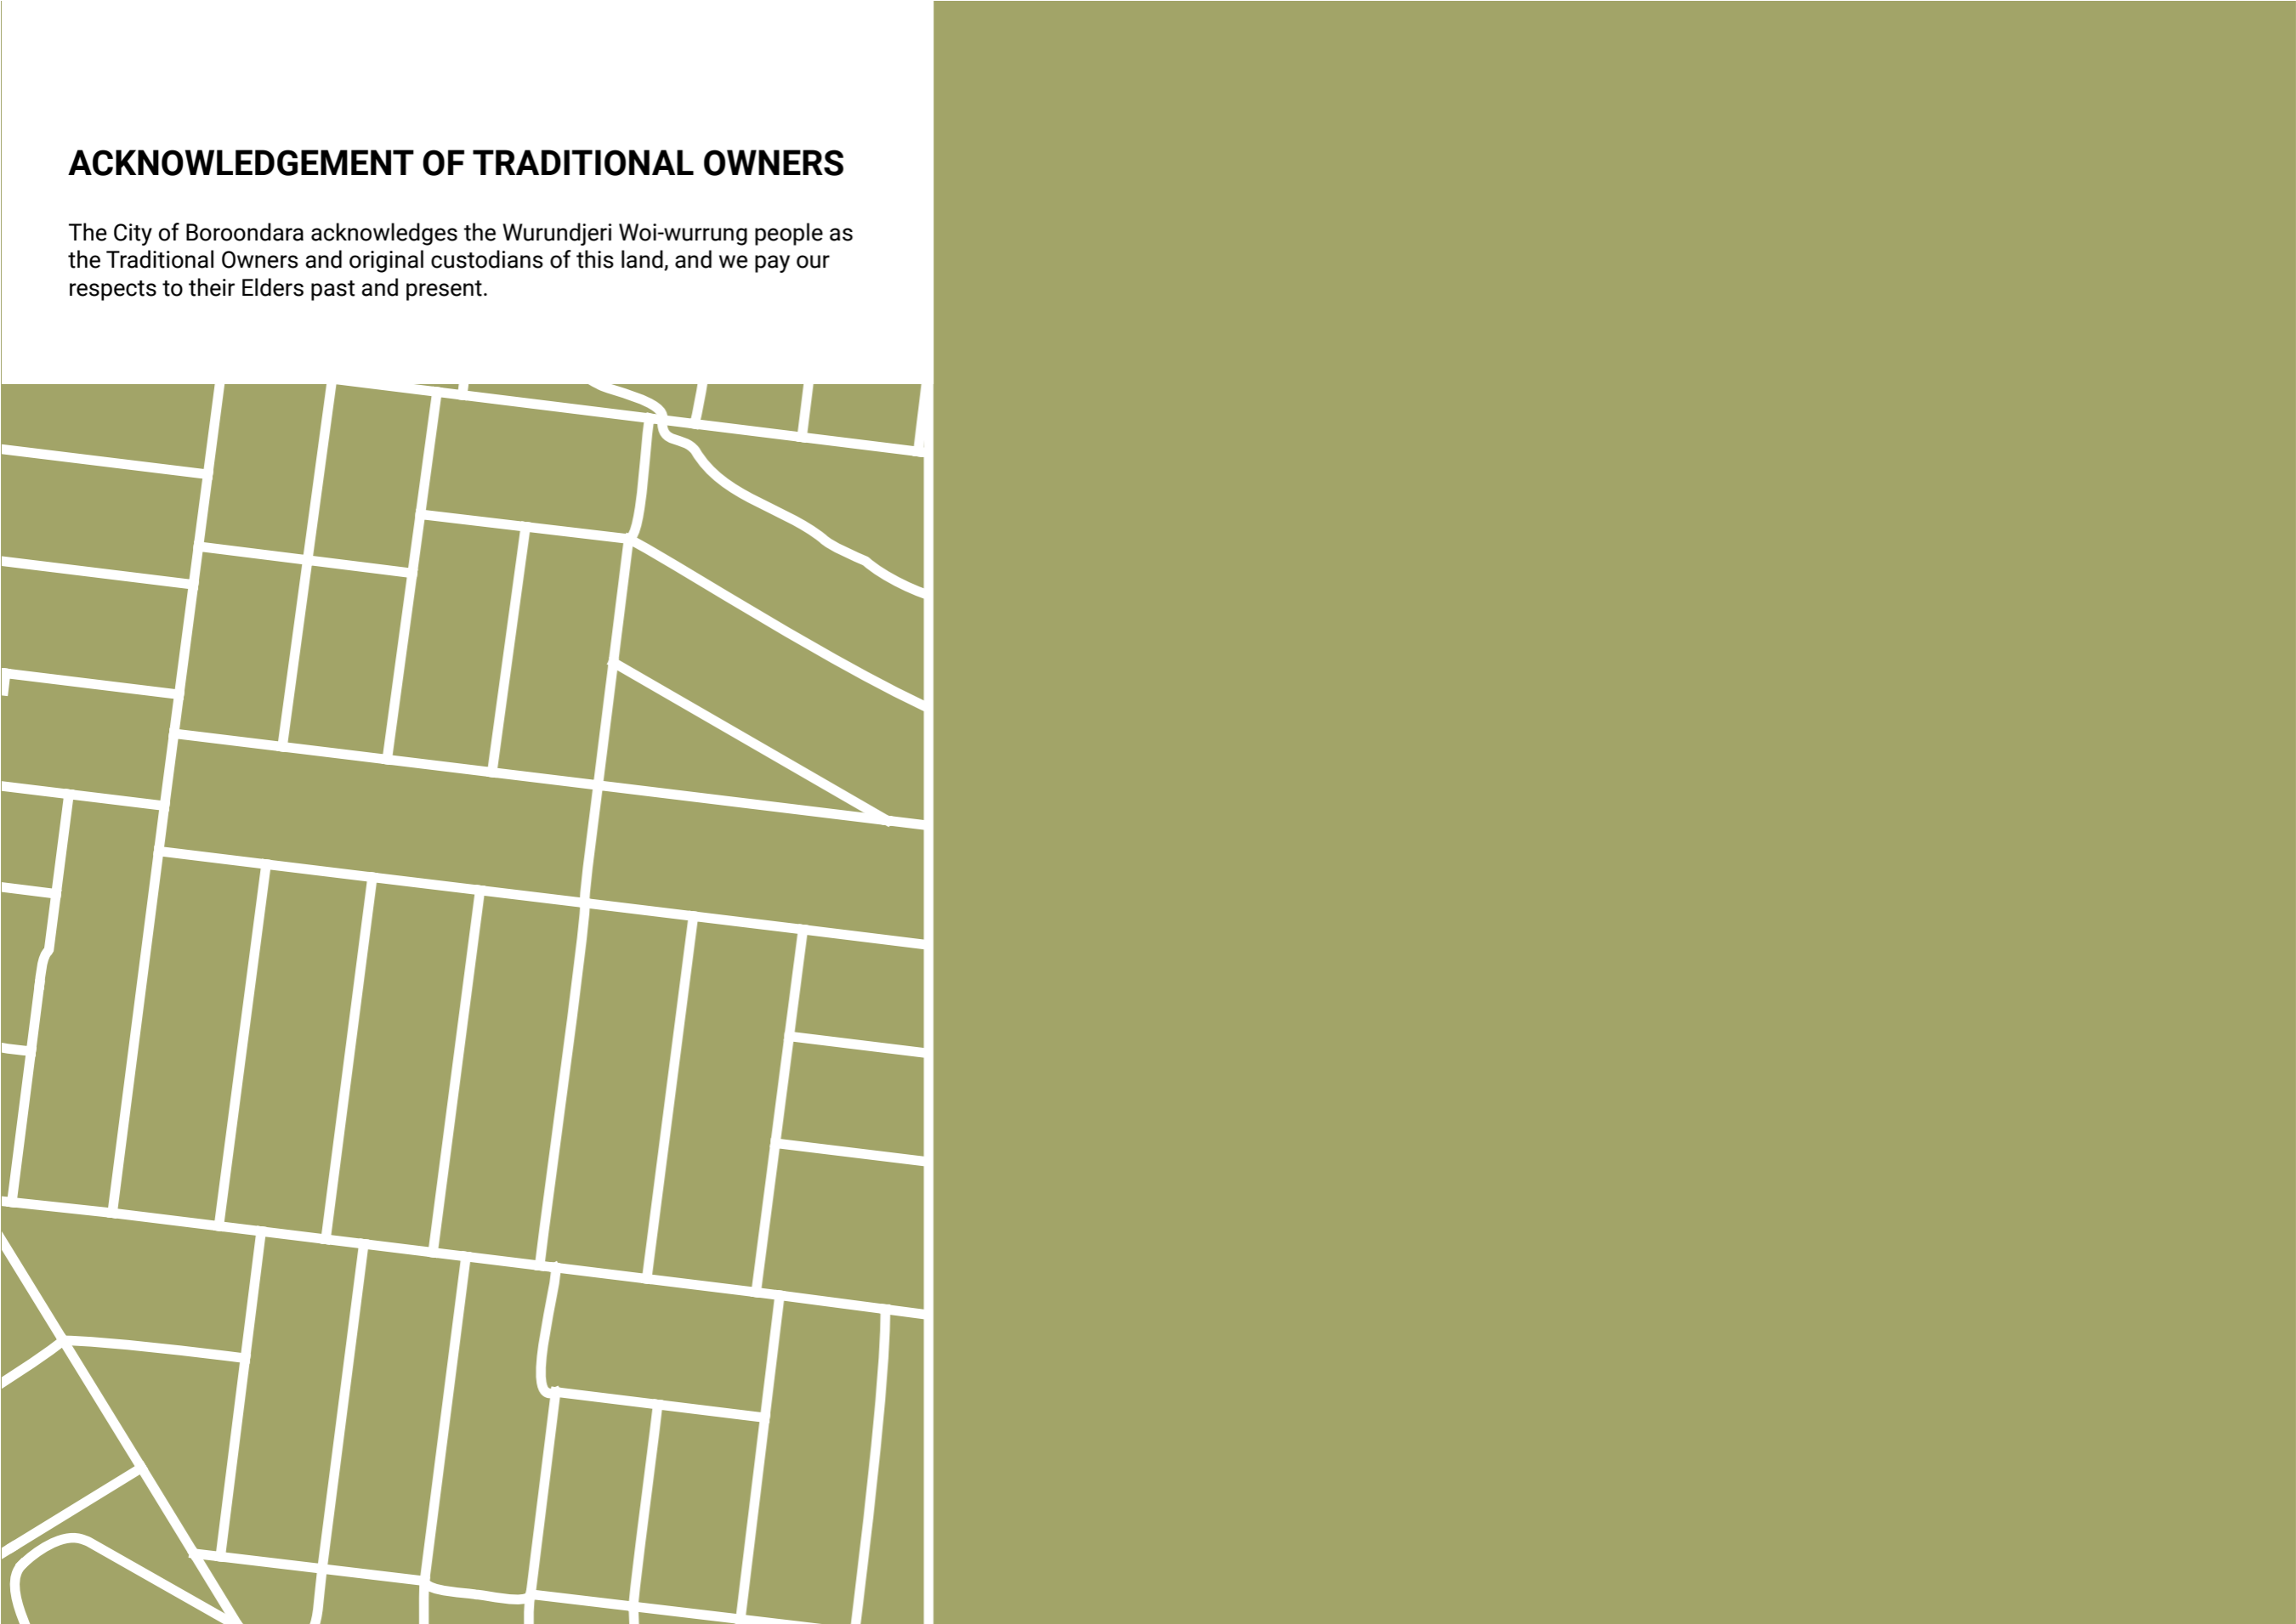 ACKNOWLEDGEMENT OF TRADITIONAL OWNERS
The City of Boroondara acknowledges the Wurundjeri Woi-wurrung people as
the Traditional Owners and original custodians of this land, and we pay our
respects to their Elders past and present.